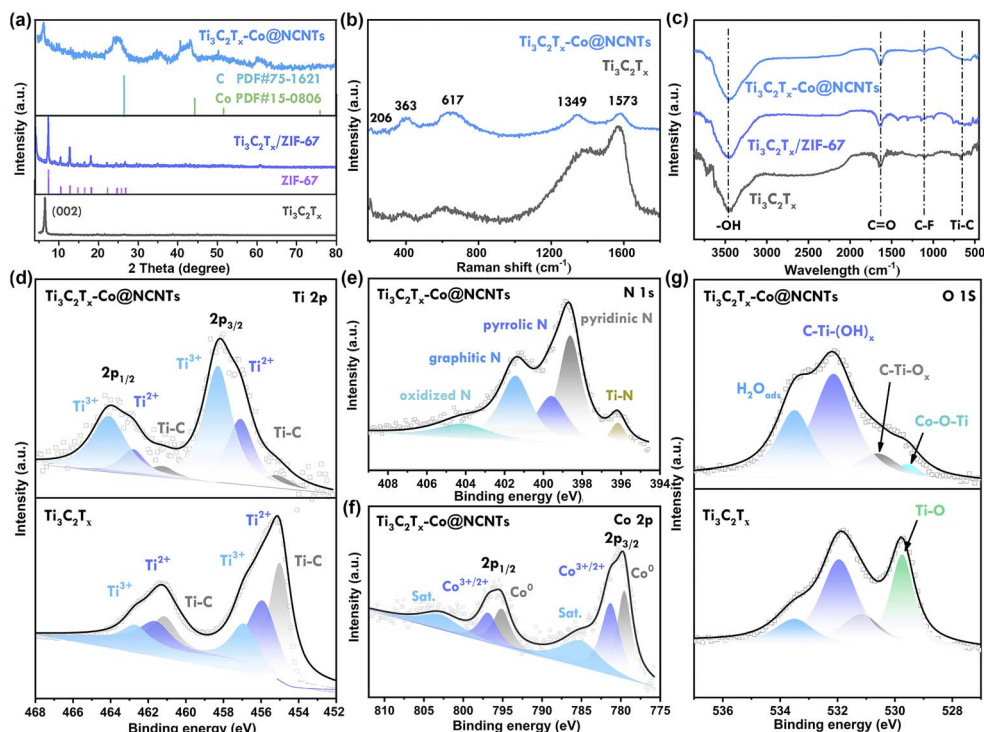 (a)
Ti₃C₂Tₓ-Co@NCNTs
C PDF#75-1621
Co PDF#15-0806
Ti₃C₂Tₓ/ZIF-67
ZIF-67
(002)
Ti₃C₂Tₓ
Intensity (a.u.)
10 20 30 40 50 60 70 80
2 Theta (degree)
(b)
Ti₃C₂Tₓ-Co@NCNTs
Ti₃C₂Tₓ
206 363 617 1349 1573
Intensity (a.u.)
400 800 1200 1600
Raman shift (cm⁻¹)
(c)
Ti₃C₂Tₓ-Co@NCNTs
Ti₃C₂Tₓ/ZIF-67
Ti₃C₂Tₓ
-OH C=O C-F Ti-C
Intensity (a.u.)
3500 3000 2500 2000 1500 1000 500
Wavelength (cm⁻¹)
(d)
Ti₃C₂Tₓ-Co@NCNTs Ti 2p
2p₃/₂
Ti³⁺ Ti²⁺
2p₁/₂
Ti³⁺ Ti²⁺
Ti-C Ti-C
Intensity (a.u.)
Ti₃C₂Tₓ
Ti²⁺
Ti³⁺ Ti²⁺ Ti³⁺ Ti-C
Ti-C
Intensity (a.u.)
468 466 464 462 460 458 456 454 452
Binding energy (eV)
(e)
Ti₃C₂Tₓ-Co@NCNTs N 1s
pyrrolic N pyridinic N
graphitic N
oxidized N Ti-N
Intensity (a.u.)
406 404 402 400 398 396 394
Binding energy (eV)
(f)
Ti₃C₂Tₓ-Co@NCNTs Co 2p
2p₃/₂
2p₁/₂ Co³⁺/²⁺ Co⁰
Co³⁺/²⁺ Co⁰
Sat. Sat.
Intensity (a.u.)
810 805 800 795 790 785 780 775
Binding energy (eV)
(g)
Ti₃C₂Tₓ-Co@NCNTs O 1S
C-Ti-(OH)ₓ
C-Ti-Oₓ
H₂Oads
Co-O-Ti
Intensity (a.u.)
Ti₃C₂Tₓ
Ti-O
Intensity (a.u.)
536 534 532 530 528
Binding energy (eV)